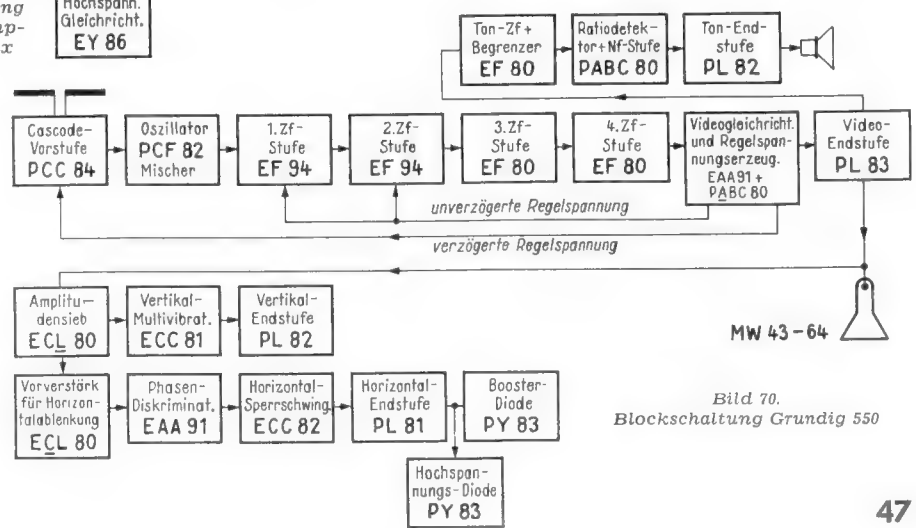 ng
p-
x
Hochspann.
Gleichricht.
EY 86
Ton-Zf +
Begrenzer
EF 80
Ratiodetek-
tor+Nf-Stufe
PABC 80
Ton-End-
stufe
PL 82
Cascode-
Vorstufe
PCC 84
Oszillator
PCF 82
Mischer
1.Zf-
Stufe
EF 94
2.Zf-
Stufe
EF 94
3.Zf-
Stufe
EF 80
4.Zf-
Stufe
EF 80
Videogleichricht.
und Regelspan-
nungserzeug.
EAA91 +
PABC 80
Video-
Endstufe
PL 83
unverzögerte Regelspannung
verzögerte Regelspannung
Amplitu-
densieb
ECL 80
Vertikal-
Multivibrat.
ECC 81
Vertikal-
Endstufe
PL 82
MW 43-64
Vorverstärk
für Horizon-
talablenkung
ECL 80
Phasen-
Diskriminat.
EAA 91
Horizontal-
Sperrschwing.
ECC 82
Horizontal-
Endstufe
PL 81
Booster-
Diode
PY 83
Hochspan-
nungs-Diode
PY 83
Bild 70.
Blockschaltung Grundig 550
47